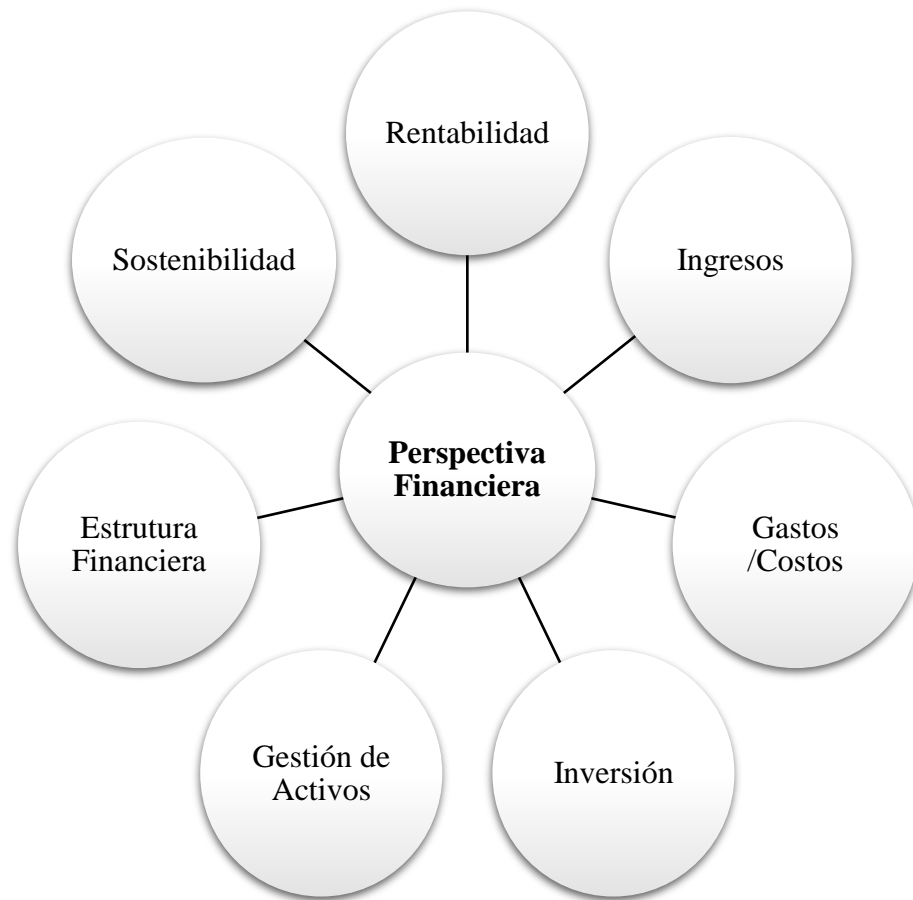 Rentabilidad
Sostenibilidad
Ingresos
Perspectiva
Financiera
Estrutura
Financiera
Gastos
/Costos
Gestión de
Activos
Inversión